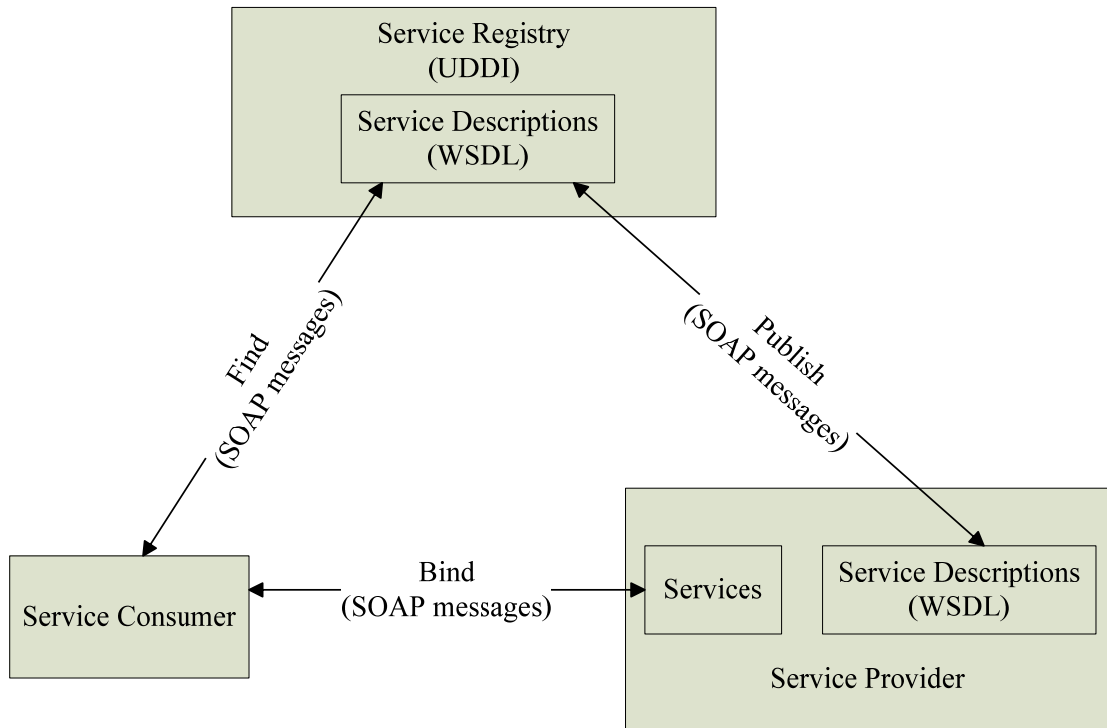 Service Registry
(UDDI)
Service Descriptions
(WSDL)
Find
(SOAP messages)
Publish
(SOAP messages)
Service Consumer
Bind
(SOAP messages)
Services
Service Descriptions
(WSDL)
Service Provider